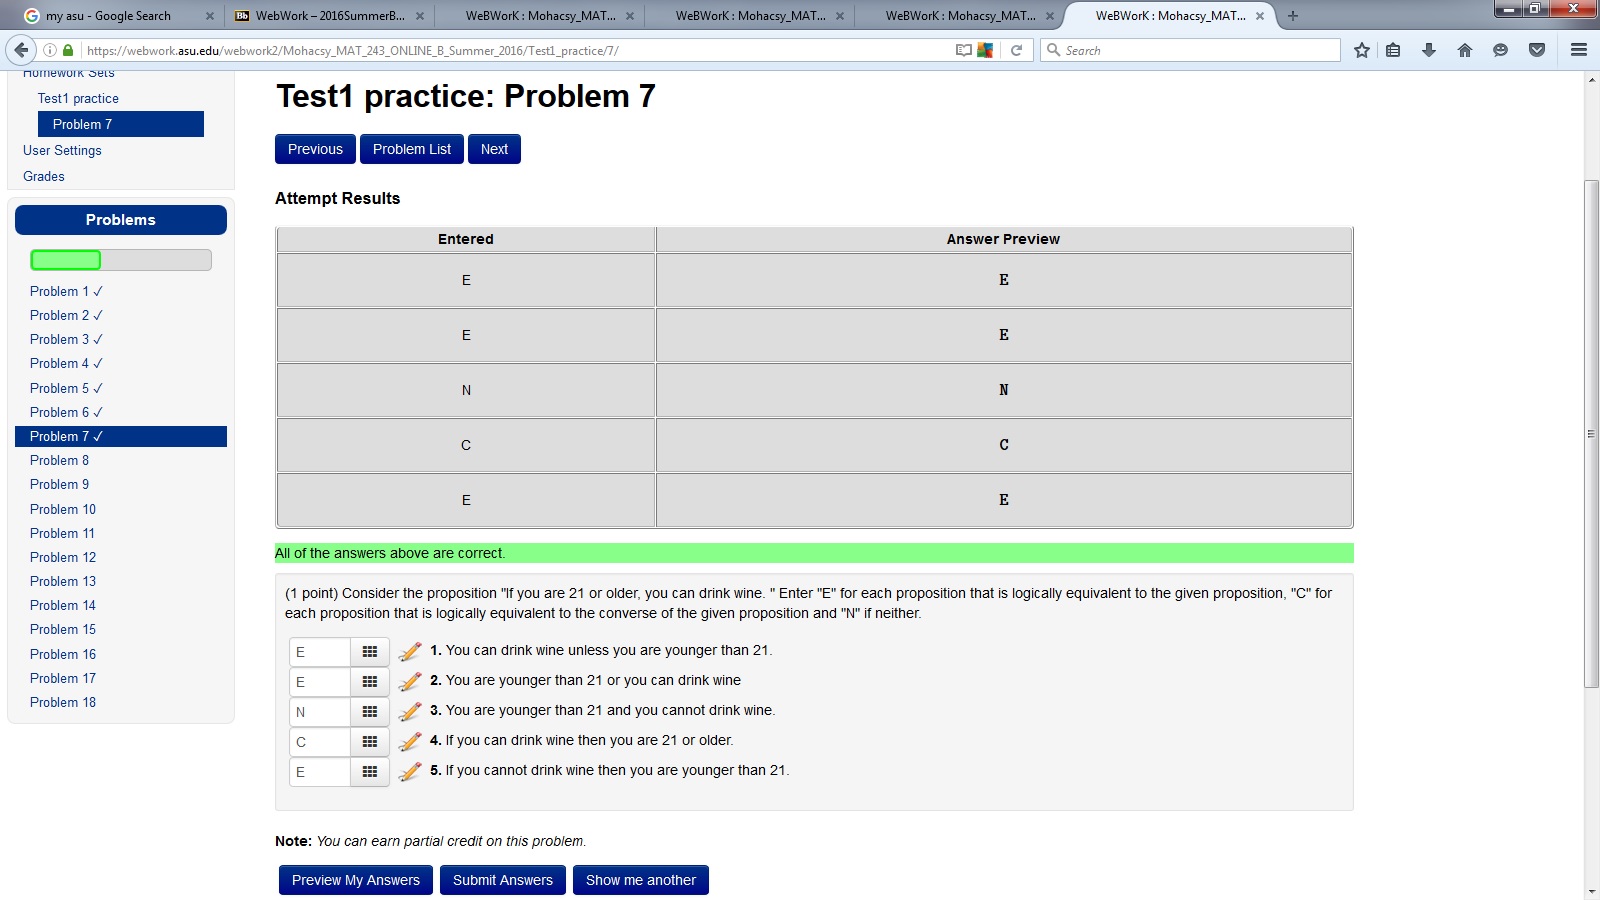 my asu - Google Search
WebWork – 2016SummerB...
WeBWorK : Mohacsy_MAT...
WeBWorK : Mohacsy_MAT...
WeBWorK : Mohacsy_MAT...
WeBWorK : Mohacsy_MAT...
https://webwork.asu.edu/webwork2/Mohacsy_MAT_243_ONLINE_B_Summer_2016/Test1_practice/7/
Search
Homework Sets
Test1 practice
Problem 7
User Settings
Grades
Problems
Problem 1 ✓
Problem 2 ✓
Problem 3 ✓
Problem 4 ✓
Problem 5 ✓
Problem 6 ✓
Problem 7 ✓
Problem 8
Problem 9
Problem 10
Problem 11
Problem 12
Problem 13
Problem 14
Problem 15
Problem 16
Problem 17
Problem 18
Test1 practice: Problem 7
Previous Problem List Next
Attempt Results
Entered Answer Preview
E E
E E
N N
C C
E E
All of the answers above are correct.
(1 point) Consider the proposition "If you are 21 or older, you can drink wine. " Enter "E" for each proposition that is logically equivalent to the given proposition, "C" for
each proposition that is logically equivalent to the converse of the given proposition and "N" if neither.
E 1. You can drink wine unless you are younger than 21.
E 2. You are younger than 21 or you can drink wine
N 3. You are younger than 21 and you cannot drink wine.
C 4. If you can drink wine then you are 21 or older.
E 5. If you cannot drink wine then you are younger than 21.
Note: You can earn partial credit on this problem.
Preview My Answers Submit Answers Show me another